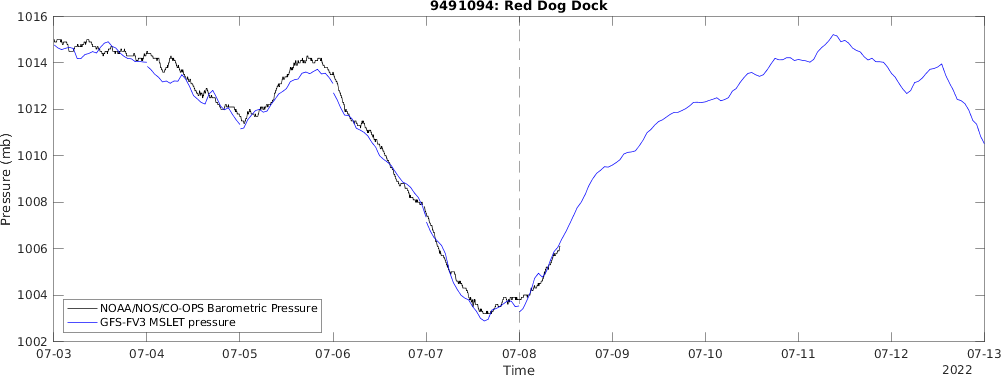 9491094: Red Dog Dock
1016
1014
1012
1010
1008
1006
1004
1002
Pressure (mb)
NOAA/NOS/CO-OPS Barometric Pressure
GFS-FV3 MSLET pressure
07-03 07-04 07-05 07-06 07-07 07-08 07-09 07-10 07-11 07-12 07-13
Time
2022